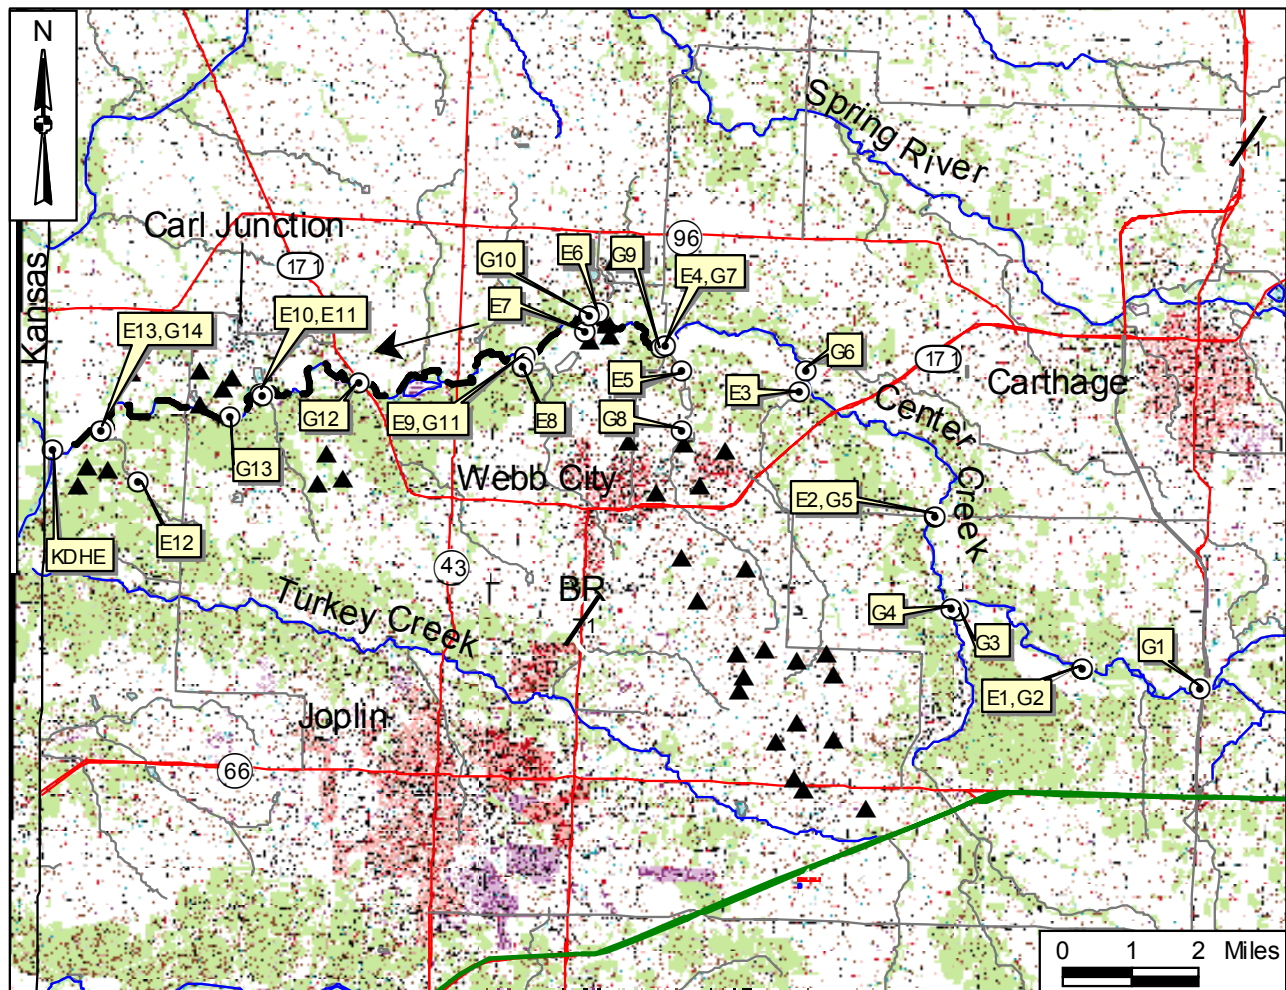 N
Spring River
1
Carl Junction
96
E6
G9
G10
E4, G7
171
E7
Kansas
E10, E11
E13, G14
G6
171
Carthage
E5
E3
Center
Creek
G12
E9, G11
E8
G8
G13
Webb City
E2, G5
KDHE
E12
43
BR
1
Turkey Creek
G4
G3
G1
E1, G2
Joplin
66
0 1 2 Miles